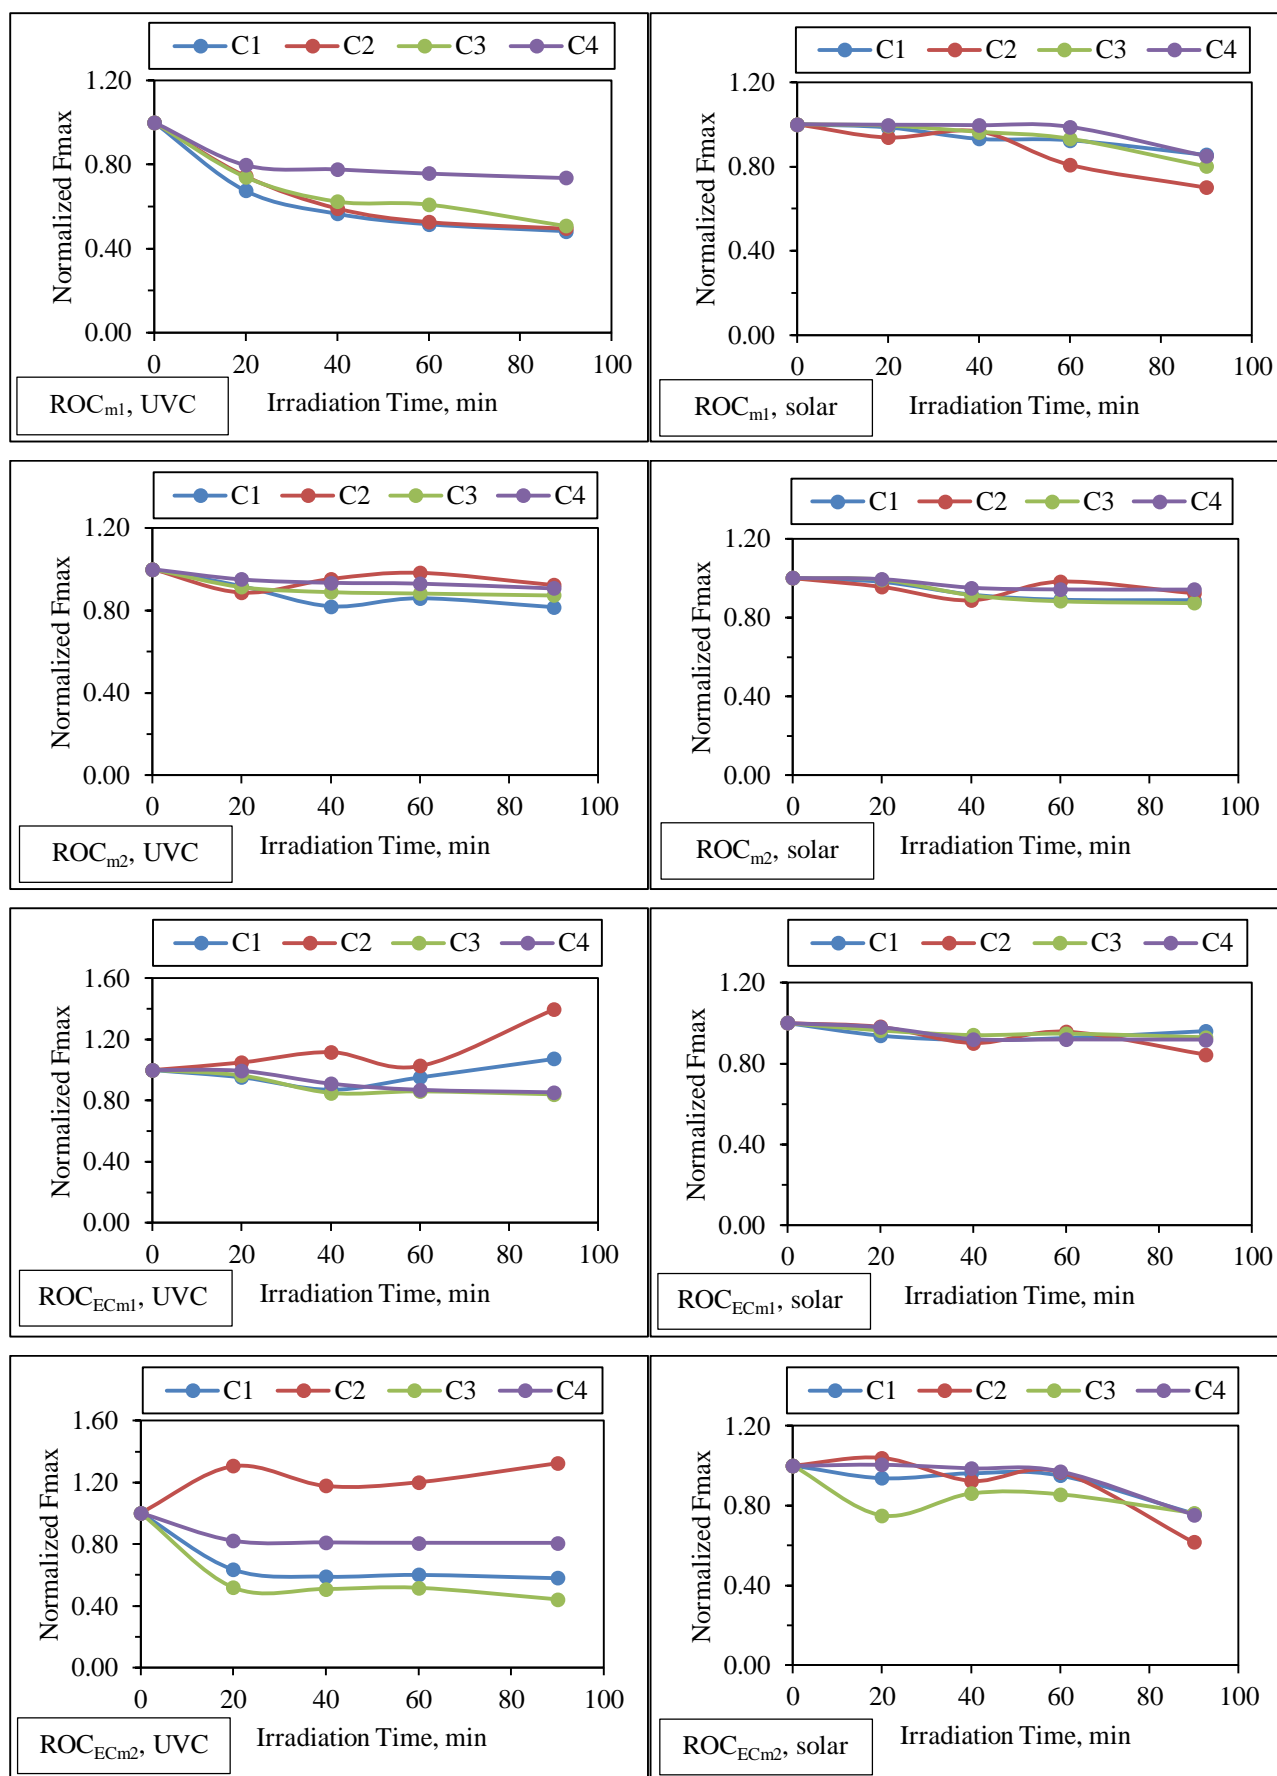 C1 C2 C3 C4
1.20
0.80
0.40
0.00
Normalized Fmax
0 20 40 60 80 100
ROCm1, UVC
Irradiation Time, min
C1 C2 C3 C4
1.20
0.80
0.40
0.00
Normalized Fmax
0 20 40 60 80 100
ROCm1, solar
Irradiation Time, min
C1 C2 C3 C4
1.20
0.80
0.40
0.00
Normalized Fmax
0 20 40 60 80 100
ROCm2, UVC
Irradiation Time, min
C1 C2 C3 C4
1.20
0.80
0.40
0.00
Normalized Fmax
0 20 40 60 80 100
ROCm2, solar
Irradiation Time, min
C1 C2 C3 C4
1.60
1.20
0.80
0.40
0.00
Normalized Fmax
0 20 40 60 80 100
ROCECm1, UVC
Irradiation Time, min
C1 C2 C3 C4
1.20
0.80
0.40
0.00
Normalized Fmax
0 20 40 60 80 100
ROCECm1, solar
Irradiation Time, min
C1 C2 C3 C4
1.60
1.20
0.80
0.40
0.00
Normalized Fmax
0 20 40 60 80 100
ROCECm2, UVC
Irradiation Time, min
C1 C2 C3 C4
1.20
0.80
0.40
0.00
Normalized Fmax
0 20 40 60 80 100
ROCECm2, solar
Irradiation Time, min